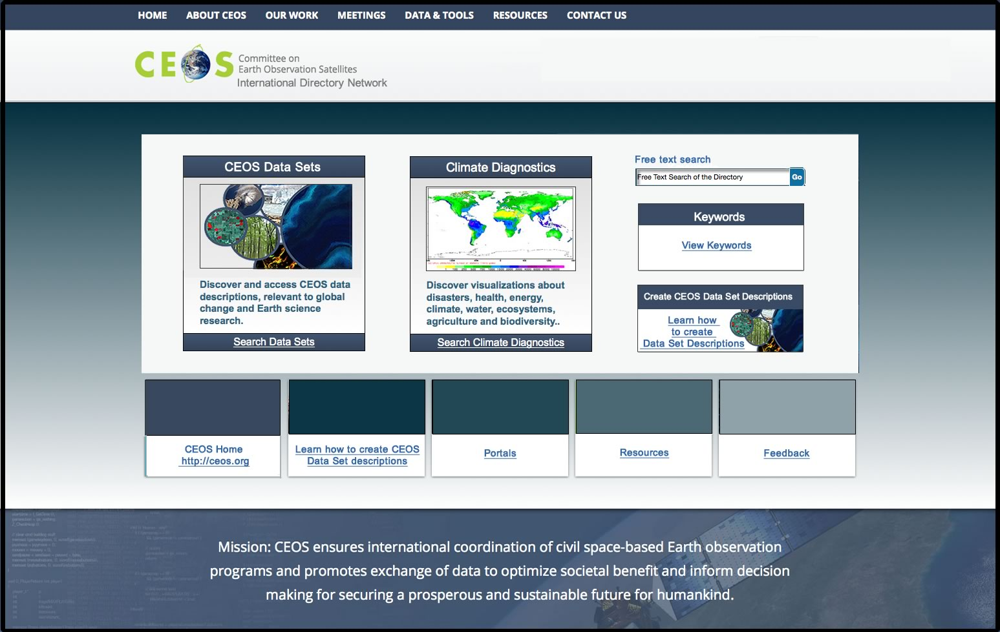 HOME ABOUT CEOS OUR WORK MEETINGS DATA & TOOLS RESOURCES CONTACT US
CEOS
Committee on
Earth Observation Satellites
International Directory Network
CEOS Data Sets
Discover and access CEOS data
descriptions, relevant to global
change and Earth science
research.
Search Data Sets
Climate Diagnostics
Discover visualizations about
disasters, health, energy,
climate, water, ecosystems,
agriculture and biodiversity..
Search Climate Diagnostics
Free text search
Free Text Search of the Directory Go
Keywords
View Keywords
Create CEOS Data Set Descriptions
Learn how
to create
Data Set Descriptions
CEOS Home
http://ceos.org
Learn how to create CEOS
Data Set descriptions
Portals
Resources
Feedback
Mission: CEOS ensures international coordination of civil space-based Earth observation
programs and promotes exchange of data to optimize societal benefit and inform decision
making for securing a prosperous and sustainable future for humankind.